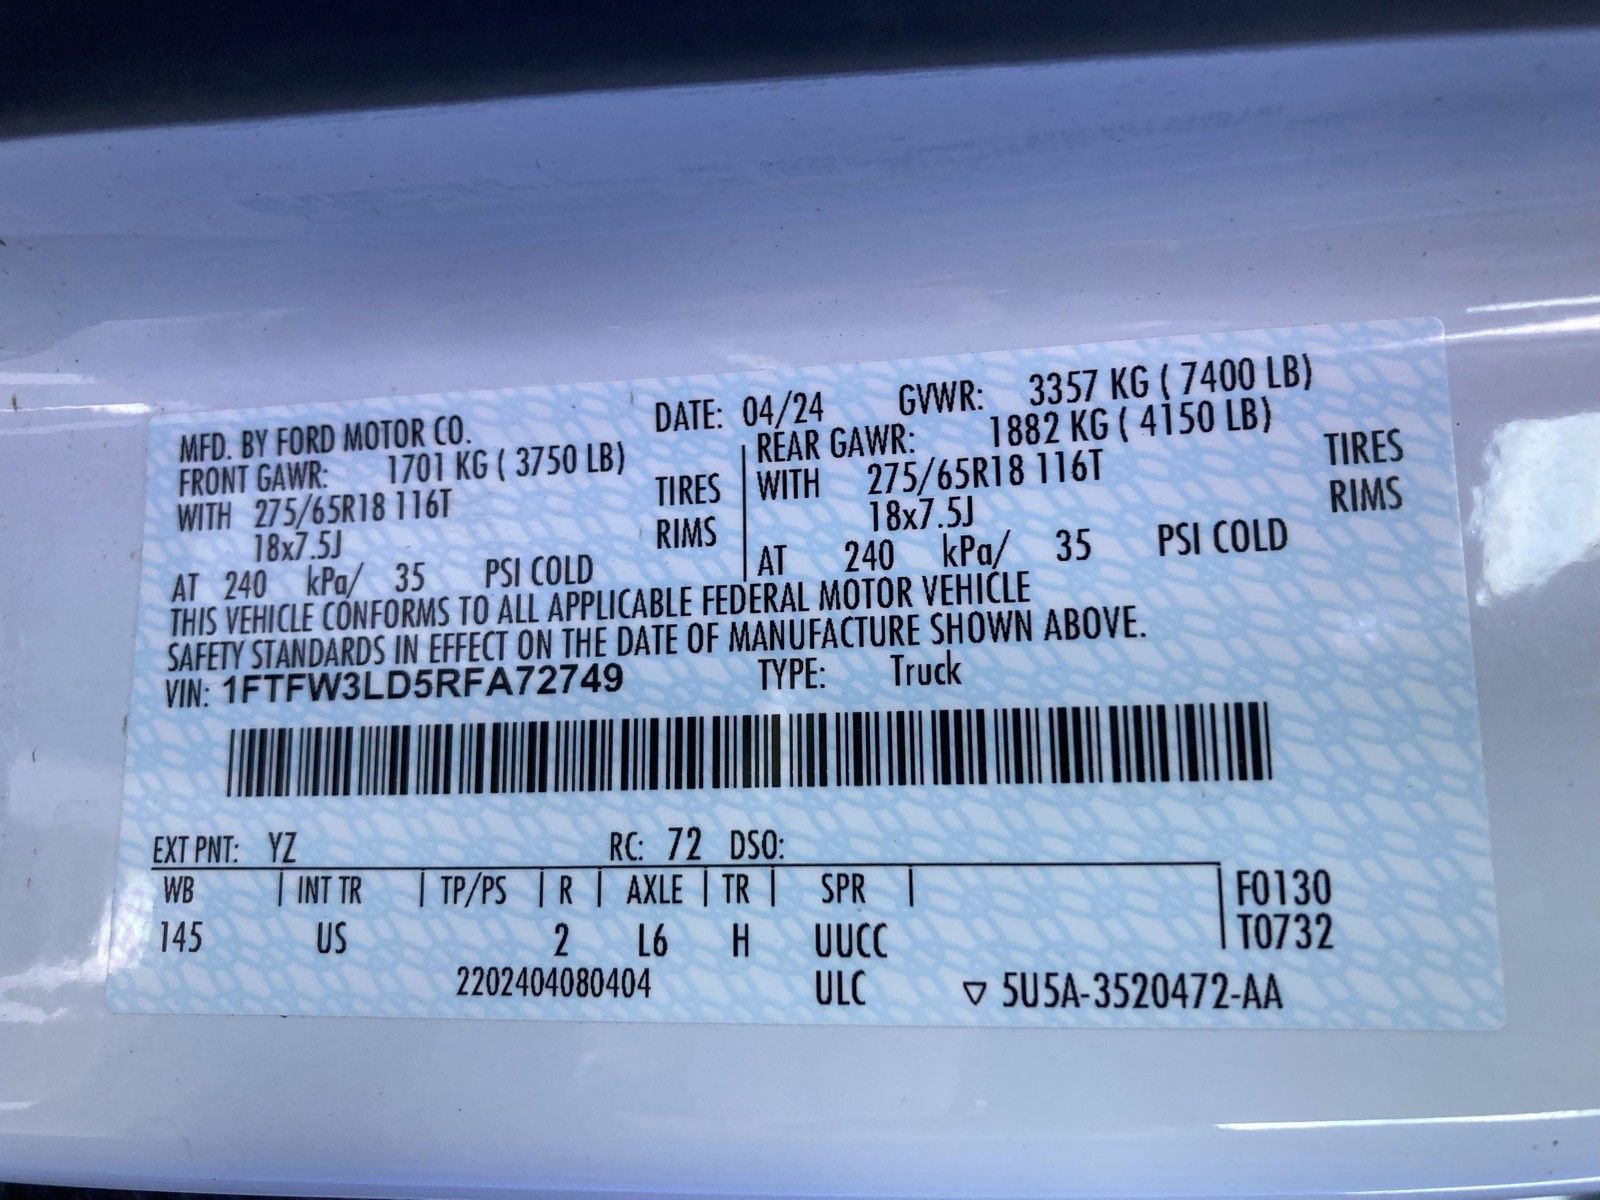 MFD. BY FORD MOTOR CO. DATE: 04/24 GVWR: 3357 KG ( 7400 LB)
FRONT GAWR: 1701 KG ( 3750 LB) REAR GAWR: 1882 KG ( 4150 LB)
WITH 275/65R18 116T TIRES WITH 275/65R18 116T TIRES
18x7.5J RIMS 18x7.5J RIMS
AT 240 kPa/ 35 PSI COLD AT 240 kPa/ 35 PSI COLD
THIS VEHICLE CONFORMS TO ALL APPLICABLE FEDERAL MOTOR VEHICLE
SAFETY STANDARDS IN EFFECT ON THE DATE OF MANUFACTURE SHOWN ABOVE.
VIN: 1FTFW3LD5RFA72749 TYPE: Truck
EXT PNT: YZ RC: 72 DSO:
WB | INT TR | TP/PS | R | AXLE | TR | SPR | F0130
145 US 2 L6 H UUCC T0732
2202404080404 ULC ▽ 5U5A-3520472-AA